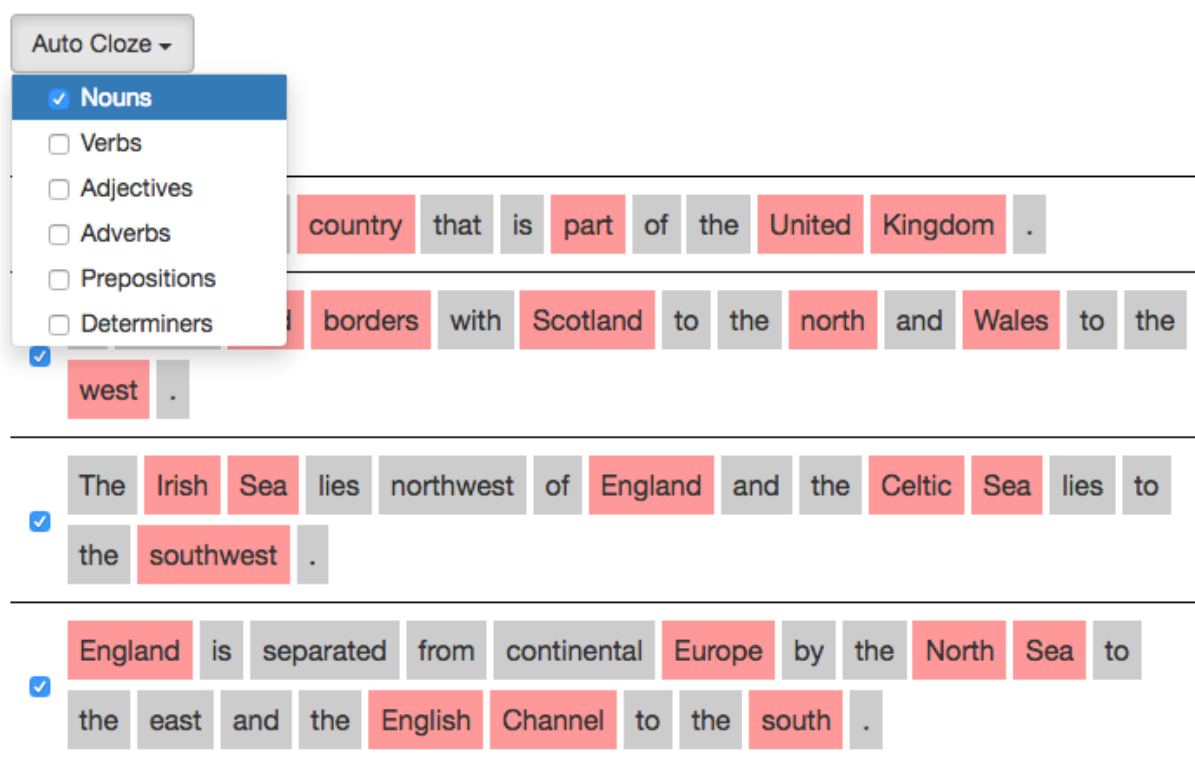 Auto Cloze
Nouns
Verbs
Adjectives
Adverbs
Prepositions
Determiners
country that is part of the United Kingdom .
borders with Scotland to the north and Wales to the
west .
The Irish Sea lies northwest of England and the Celtic Sea lies to
the southwest .
England is separated from continental Europe by the North Sea to
the east and the English Channel to the south .